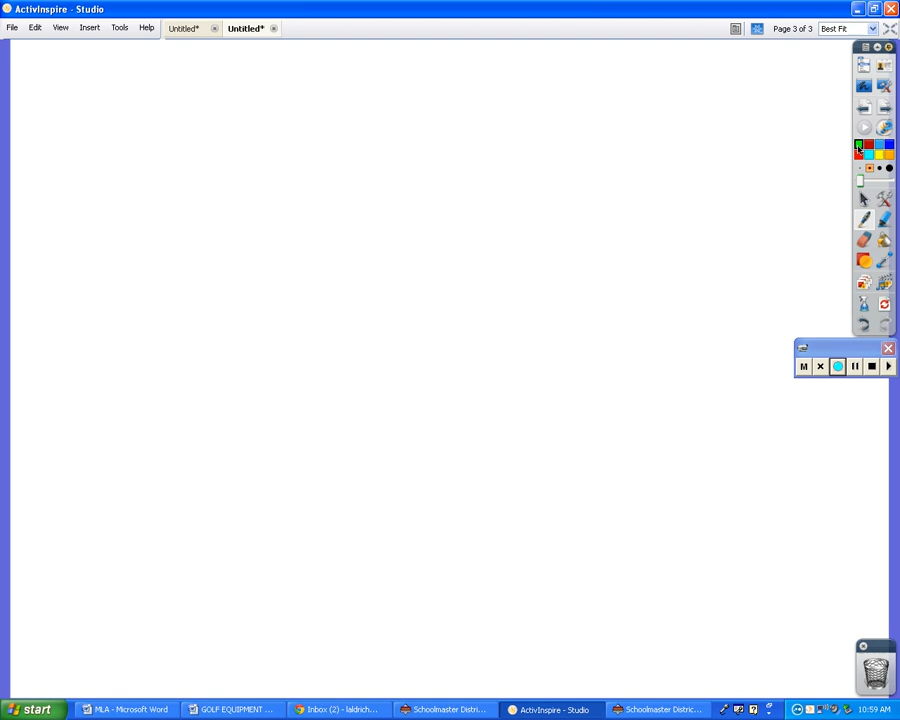 ActivInspire - Studio
File Edit View Insert Tools Help Untitled* Untitled* Page 3 of 3 Best Fit
M
start MLA - Microsoft Word GOLF EQUIPMENT ... Inbox (2) - laldrich... Schoolmaster Distri... ActivInspire - Studio Schoolmaster Distric... 10:59 AM